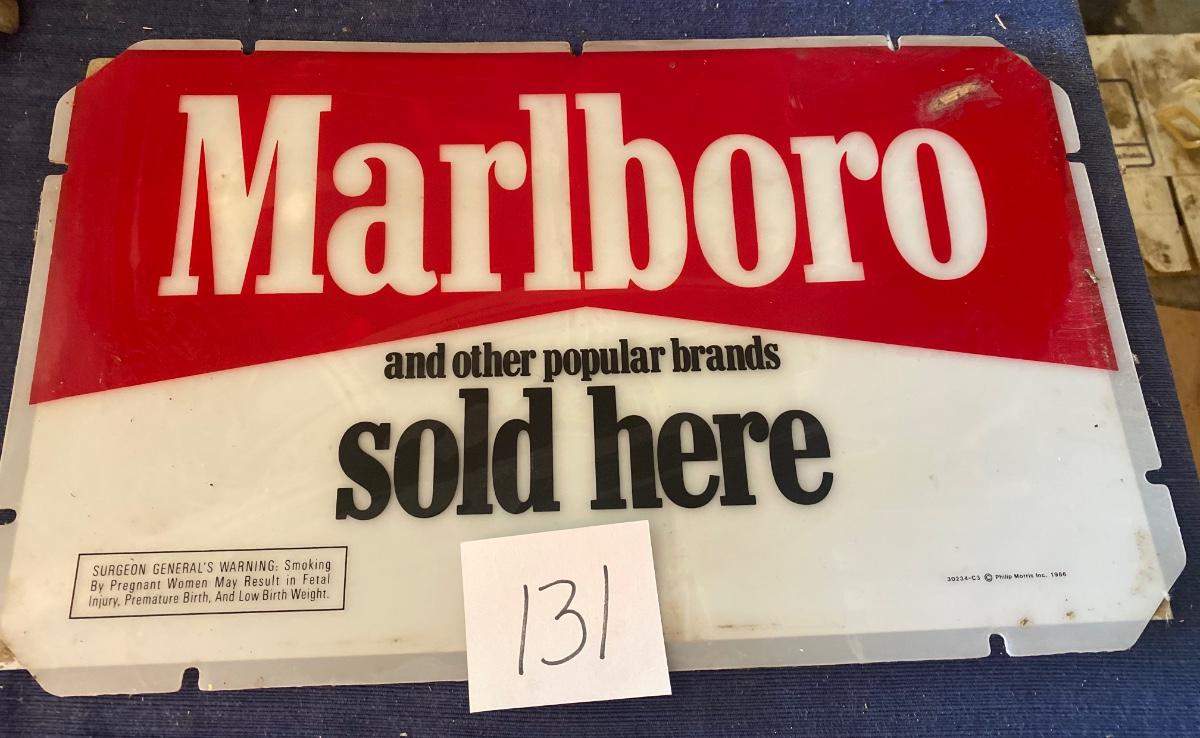 Marlboro
and other popular brands
sold here
SURGEON GENERAL'S WARNING: Smoking
By Pregnant Women May Result in Fetal
Injury, Premature Birth, And Low Birth Weight.
30234-C3 © Philip Morris Inc. 1986
131